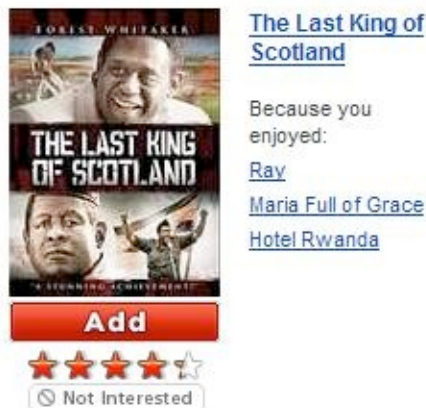 FOREST WHITAKER
THE LAST KING
OF SCOTLAND
"A STUNNING ACHIEVEMENT!"
Add
Not Interested
The Last King of
Scotland
Because you
enjoyed:
Ray
Maria Full of Grace
Hotel Rwanda